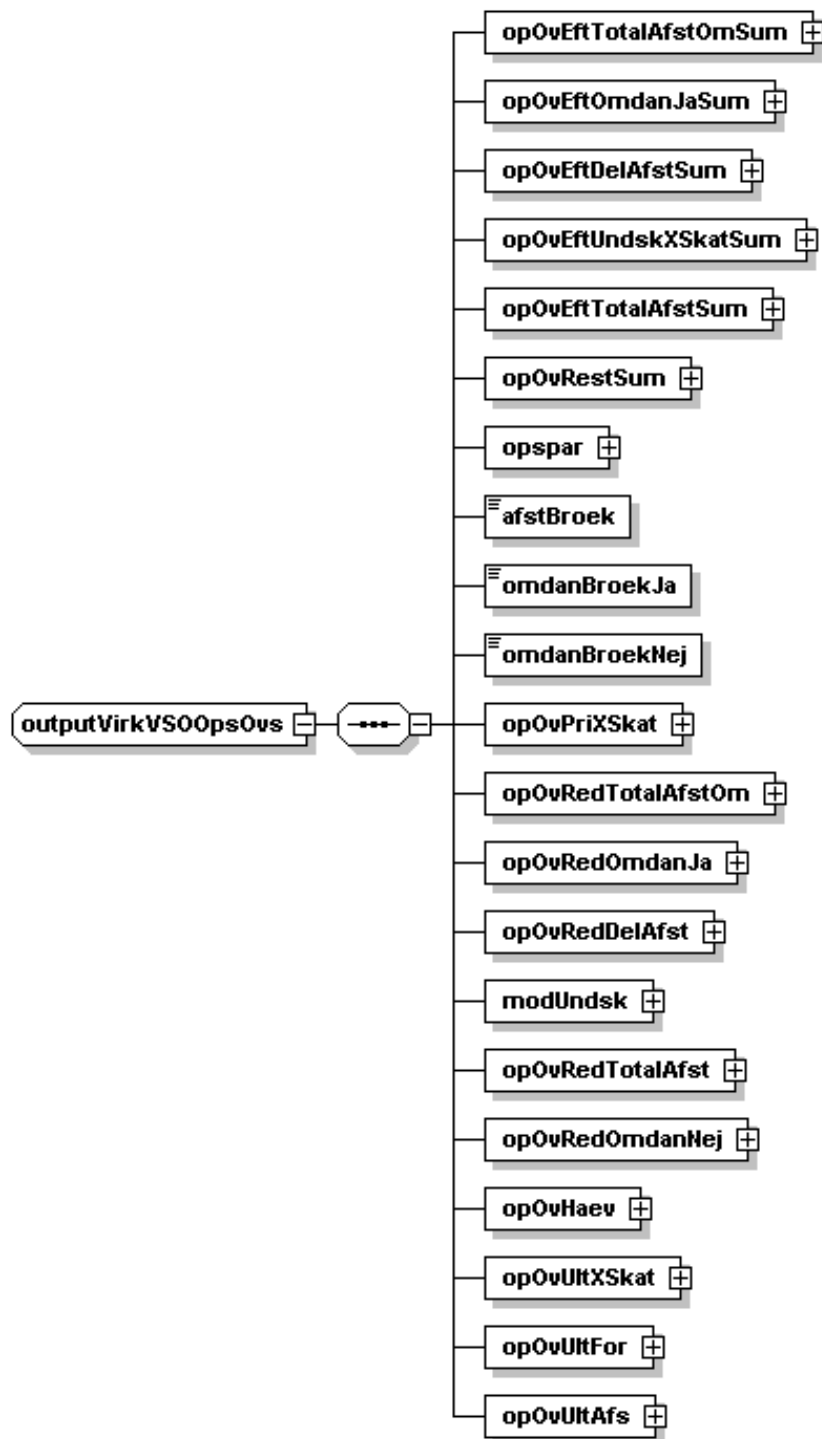 opOvEftTotalAfstOmSum
opOvEftOmdanJaSum
opOvEftDelAfstSum
opOvEftUndskXSkatSum
opOvEftTotalAfstSum
opOvRestSum
opspar
afstBroek
omdanBroekJa
omdanBroekNej
outputVirkVSOOpsOvs
opOvPriXSkat
opOvRedTotalAfstOm
opOvRedOmdanJa
opOvRedDelAfst
modUndsk
opOvRedTotalAfst
opOvRedOmdanNej
opOvHaev
opOvUltXSkat
opOvUltFor
opOvUltAfs